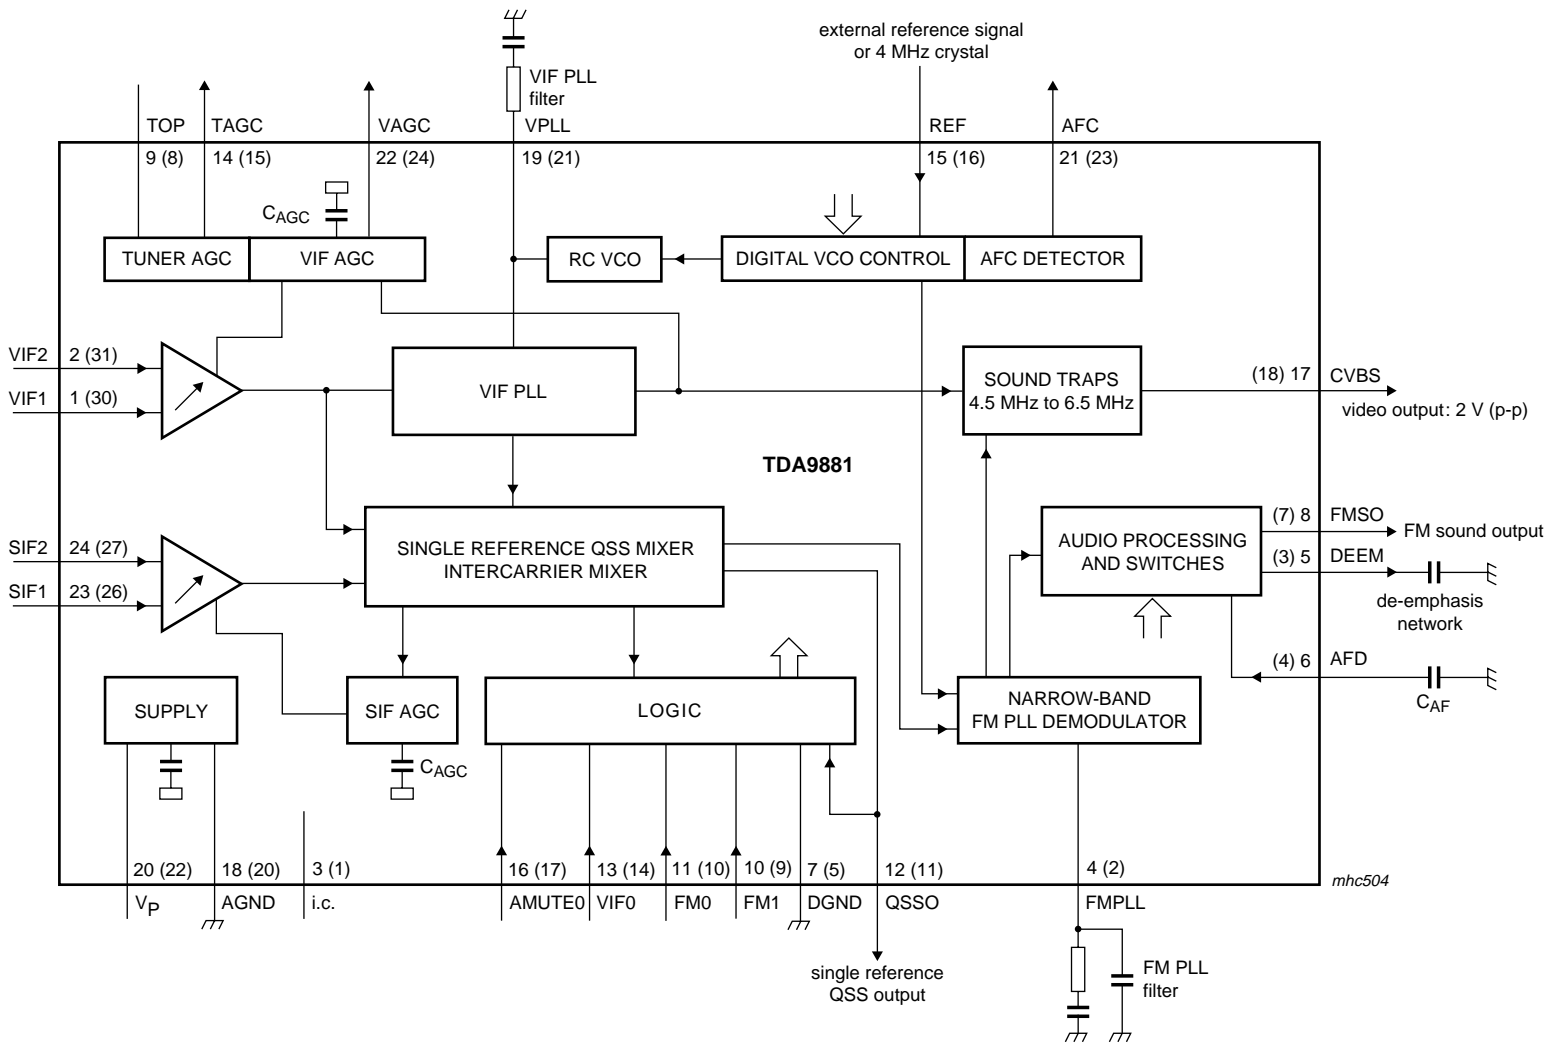 external reference signal
or 4 MHz crystal
VIF PLL
filter
TOP
TAGC
VAGC
VPLL
REF
AFC
9 (8)
14 (15)
22 (24)
19 (21)
15 (16)
21 (23)
CAGC
TUNER AGC
VIF AGC
RC VCO
DIGITAL VCO CONTROL
AFC DETECTOR
VIF2
2 (31)
VIF1
1 (30)
VIF PLL
SOUND TRAPS
4.5 MHz to 6.5 MHz
(18) 17
CVBS
video output: 2 V (p-p)
TDA9881
SIF2
24 (27)
SIF1
23 (26)
SINGLE REFERENCE QSS MIXER
INTERCARRIER MIXER
AUDIO PROCESSING
AND SWITCHES
(7) 8
FMSO
FM sound output
(3) 5
DEEM
de-emphasis
network
(4) 6
AFD
CAF
SUPPLY
SIF AGC
LOGIC
NARROW-BAND
FM PLL DEMODULATOR
CAGC
20 (22)
18 (20)
3 (1)
16 (17)
13 (14)
11 (10)
10 (9)
7 (5)
12 (11)
4 (2)
mhc504
VP
AGND
i.c.
AMUTE0
VIF0
FM0
FM1
DGND
QSSO
FMPLL
single reference
QSS output
FM PLL
filter